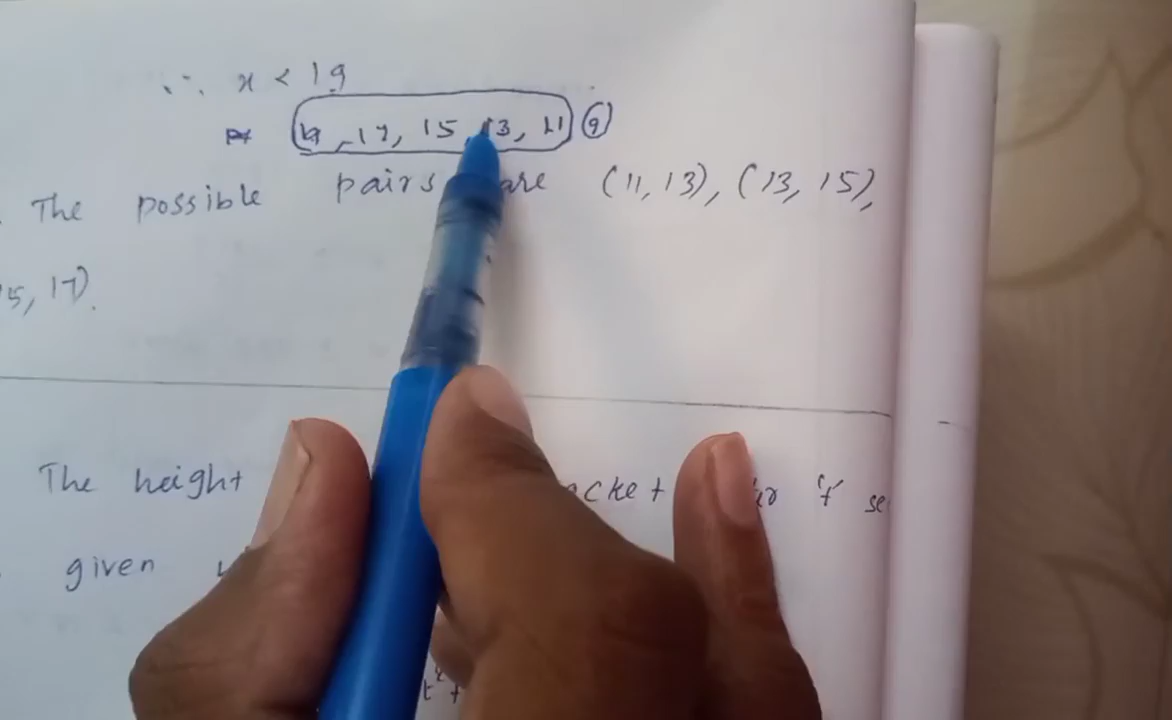 ∴ x < 19
19, 17, 15, 13, 11 9
The possible pairs are (11, 13), (13, 15),
15, 17).
The height 't'
given